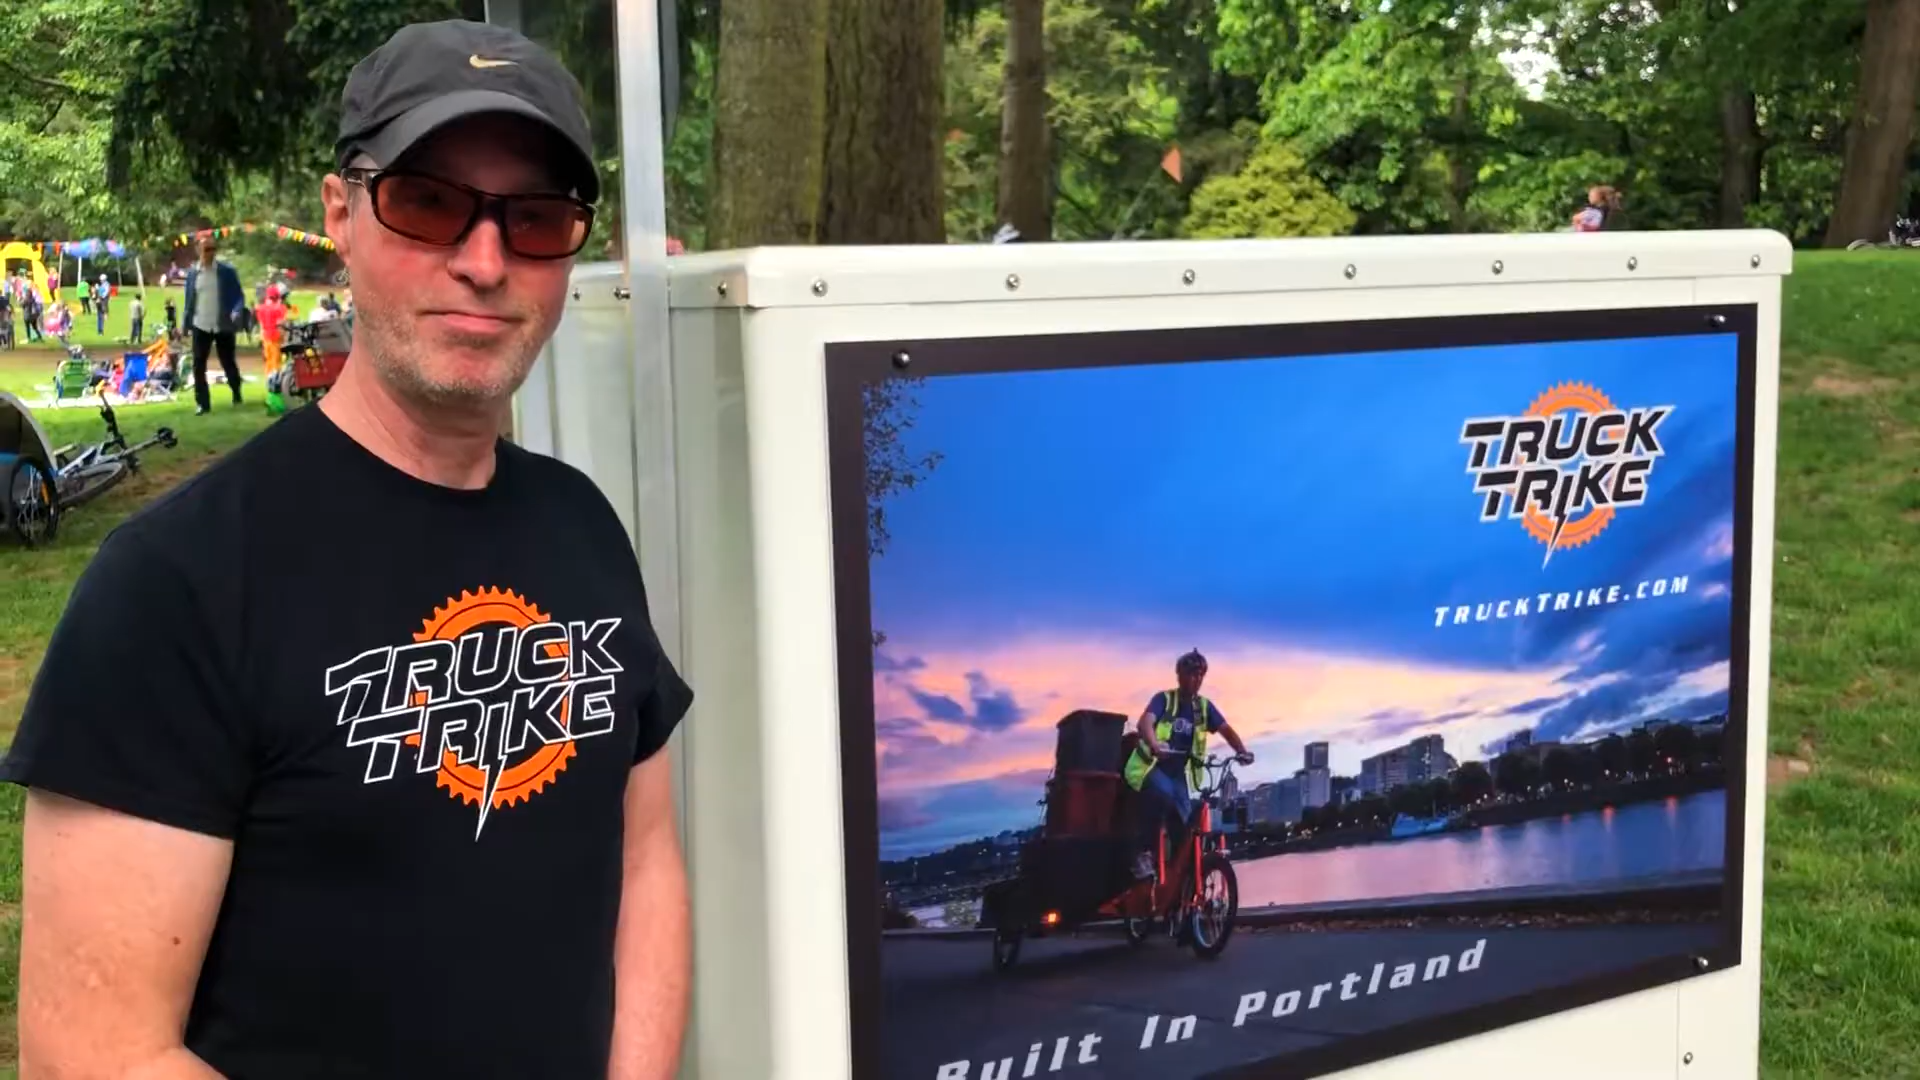 TRUCK
TRIKE
TRUCK
TRIKE
TRUCKTRIKE.COM
Built In Portland